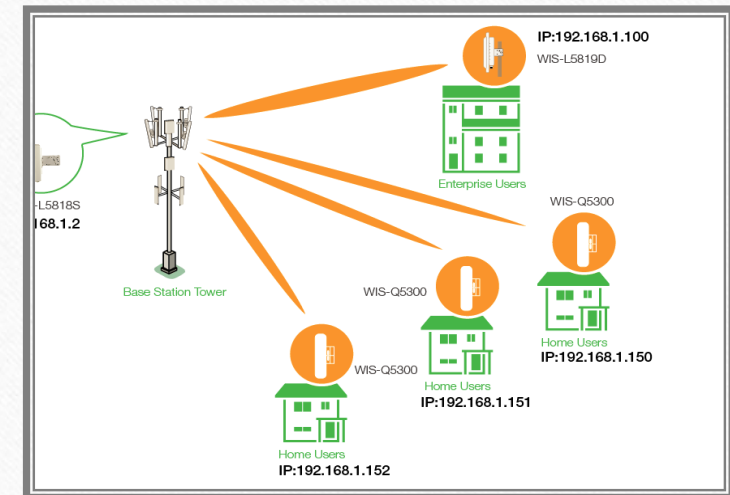 IP:192.168.1.100
WIS-L5819D
Enterprise Users
-L5818S
168.1.2
Base Station Tower
WIS-Q5300
Home Users
IP:192.168.1.150
WIS-Q5300
Home Users
IP:192.168.1.151
WIS-Q5300
Home Users
IP:192.168.1.152